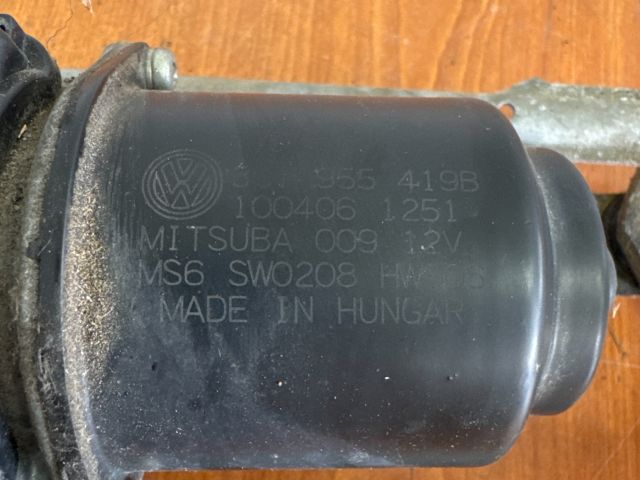 955 419B
100406 1251
MITSUBA 009 12V
MS6 SW0208
MADE IN HUNGAR